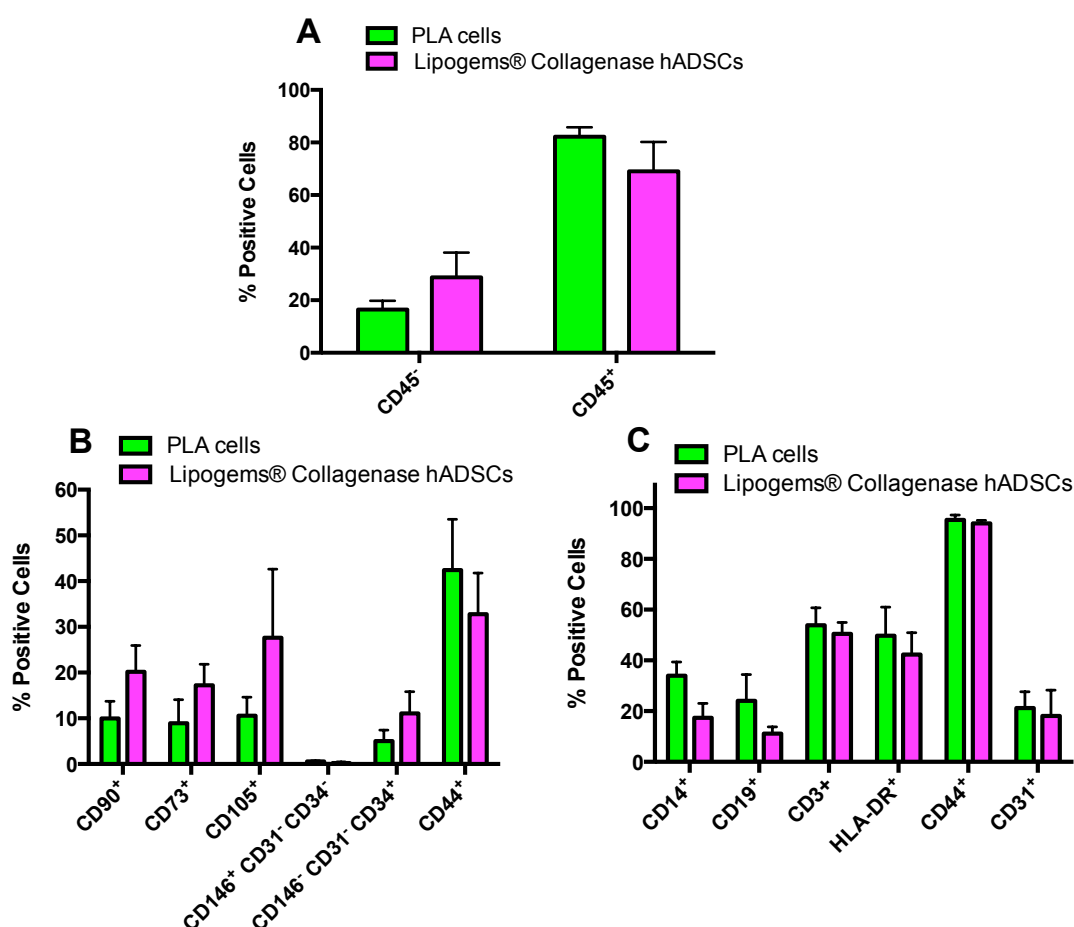 A
PLA cells
Lipogems® Collagenase hADSCs
% Positive Cells
100
80
60
40
20
0
CD45⁻
CD45⁺
B
PLA cells
Lipogems® Collagenase hADSCs
% Positive Cells
60
50
40
30
20
10
0
CD90⁺
CD73⁺
CD105⁺
CD146⁺ CD31⁻ CD34⁻
CD146⁻ CD31⁻ CD34⁺
CD44⁺
C
PLA cells
Lipogems® Collagenase hADSCs
% Positive Cells
100
80
60
40
20
0
CD14⁺
CD19⁺
CD3+
HLA-DR⁺
CD44⁺
CD31⁺